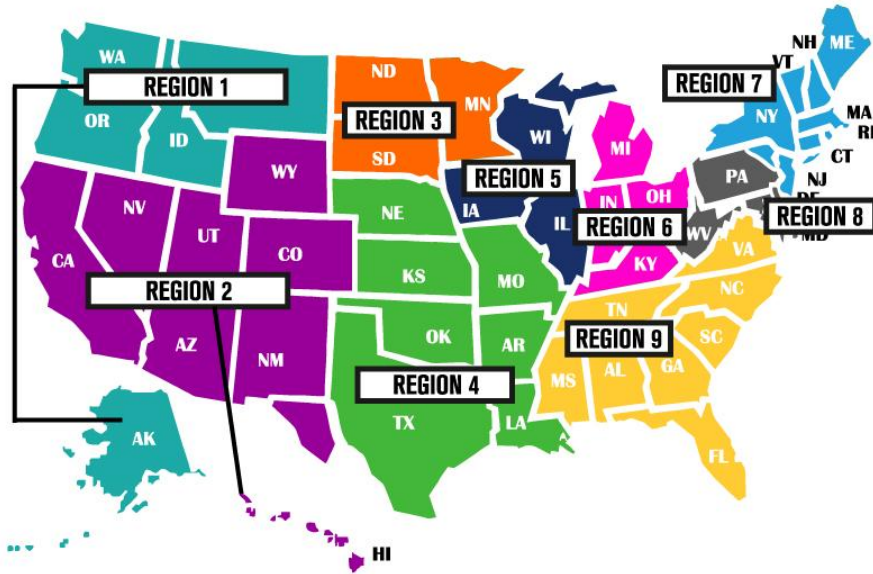 NH
ME
VT
WA
REGION 1
REGION 7
ND
MN
OR
MA
REGION 3
NY
RI
WI
ID
MI
CT
SD
WY
REGION 5
PA
NJ
NV
NE
IA
IN
OH
DE
UT
IL
REGION 6
WV
REGION 8
MD
CO
VA
CA
KS
KY
MO
REGION 2
NC
TN
OK
SC
AZ
AR
REGION 9
NM
MS
AL
GA
REGION 4
TX
LA
AK
FL
HI